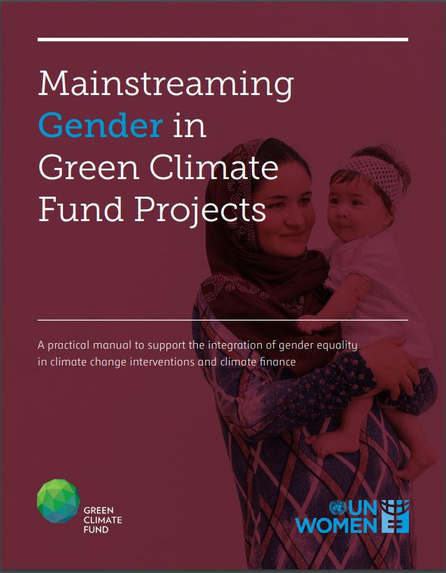 Mainstreaming
Gender in
Green Climate
Fund Projects
A practical manual to support the integration of gender equality
in climate change interventions and climate finance
GREEN
CLIMATE
FUND
UN
WOMEN